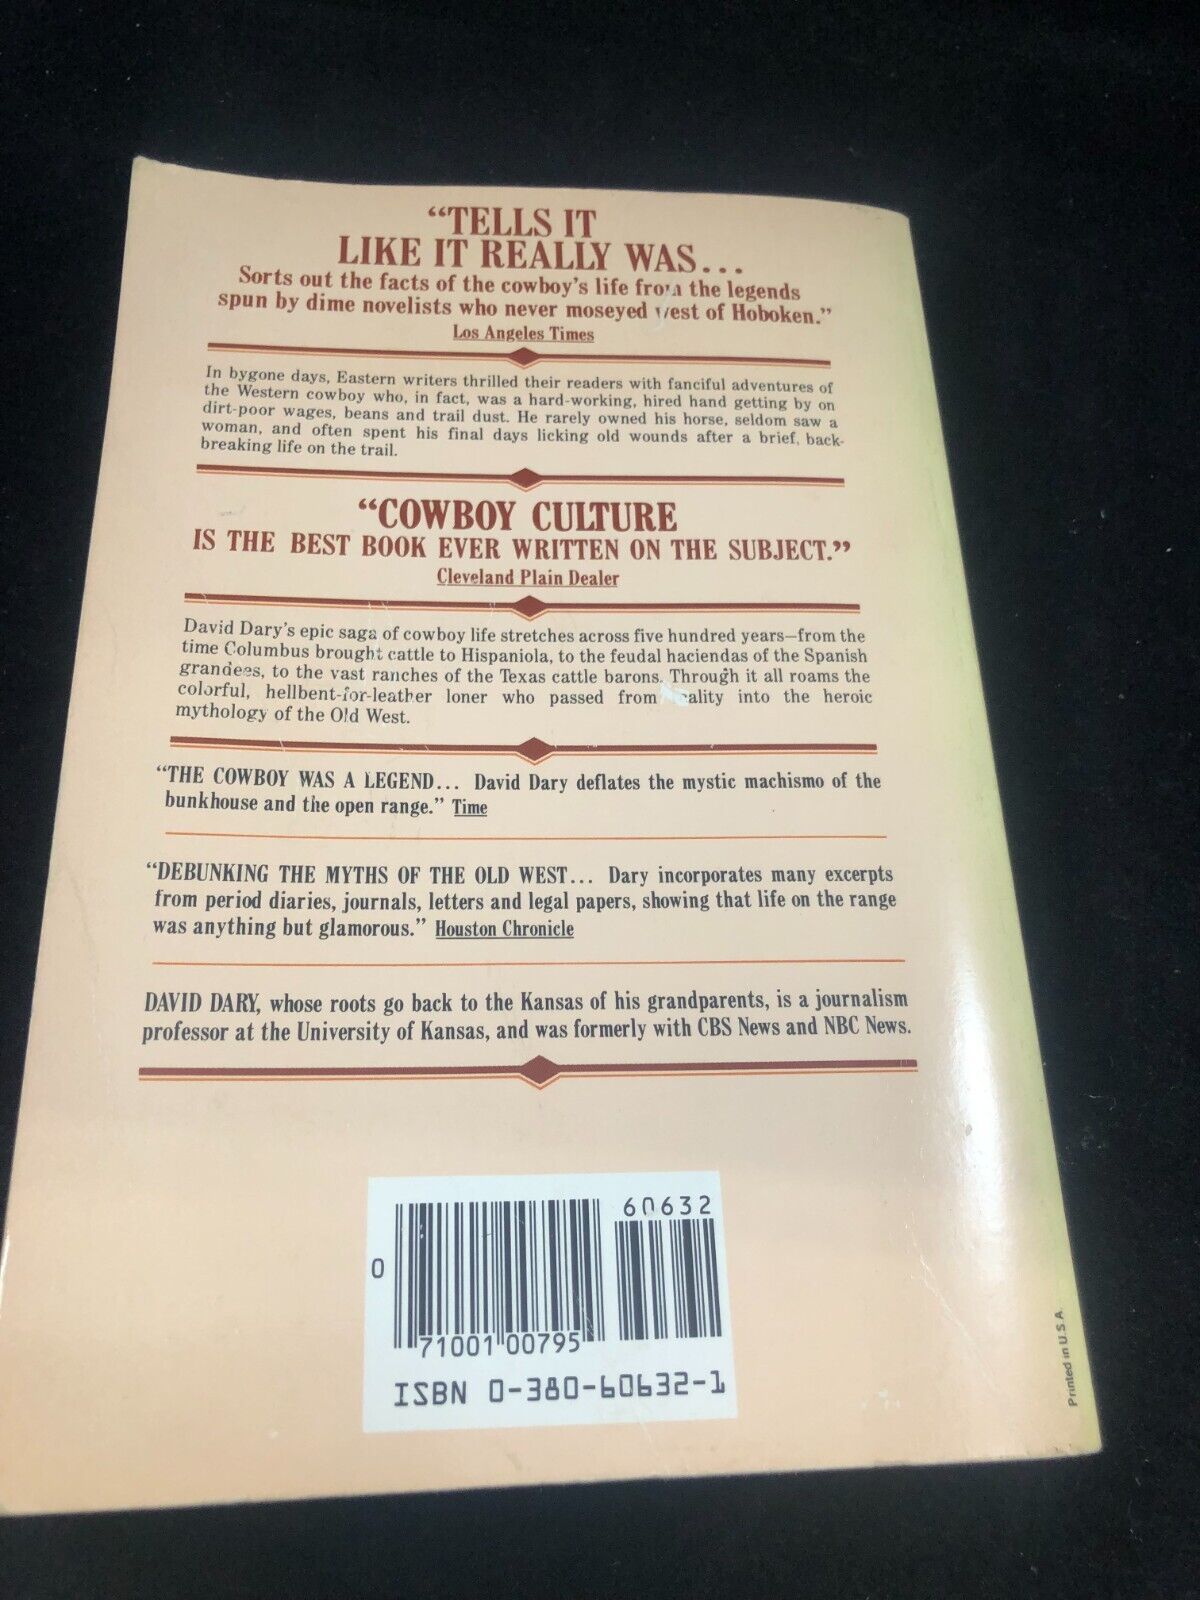 “TELLS IT
LIKE IT REALLY WAS...
Sorts out the facts of the cowboy's life from the legends
spun by dime novelists who never moseyed west of Hoboken.”
Los Angeles Times
In bygone days, Eastern writers thrilled their readers with fanciful adventures of
the Western cowboy who, in fact, was a hard-working, hired hand getting by on
dirt-poor wages, beans and trail dust. He rarely owned his horse, seldom saw a
woman, and often spent his final days licking old wounds after a brief, back-
breaking life on the trail.
“COWBOY CULTURE
IS THE BEST BOOK EVER WRITTEN ON THE SUBJECT.”
Cleveland Plain Dealer
David Dary's epic saga of cowboy life stretches across five hundred years—from the
time Columbus brought cattle to Hispaniola, to the feudal haciendas of the Spanish
grandees, to the vast ranches of the Texas cattle barons. Through it all roams the
colorful, hellbent-for-leather loner who passed from reality into the heroic
mythology of the Old West.
“THE COWBOY WAS A LEGEND... David Dary deflates the mystic machismo of the
bunkhouse and the open range.” Time
“DEBUNKING THE MYTHS OF THE OLD WEST... Dary incorporates many excerpts
from period diaries, journals, letters and legal papers, showing that life on the range
was anything but glamorous.” Houston Chronicle
DAVID DARY, whose roots go back to the Kansas of his grandparents, is a journalism
professor at the University of Kansas, and was formerly with CBS News and NBC News.
60632
0
71001 00795
ISBN 0-380-60632-1
Printed in U.S.A.